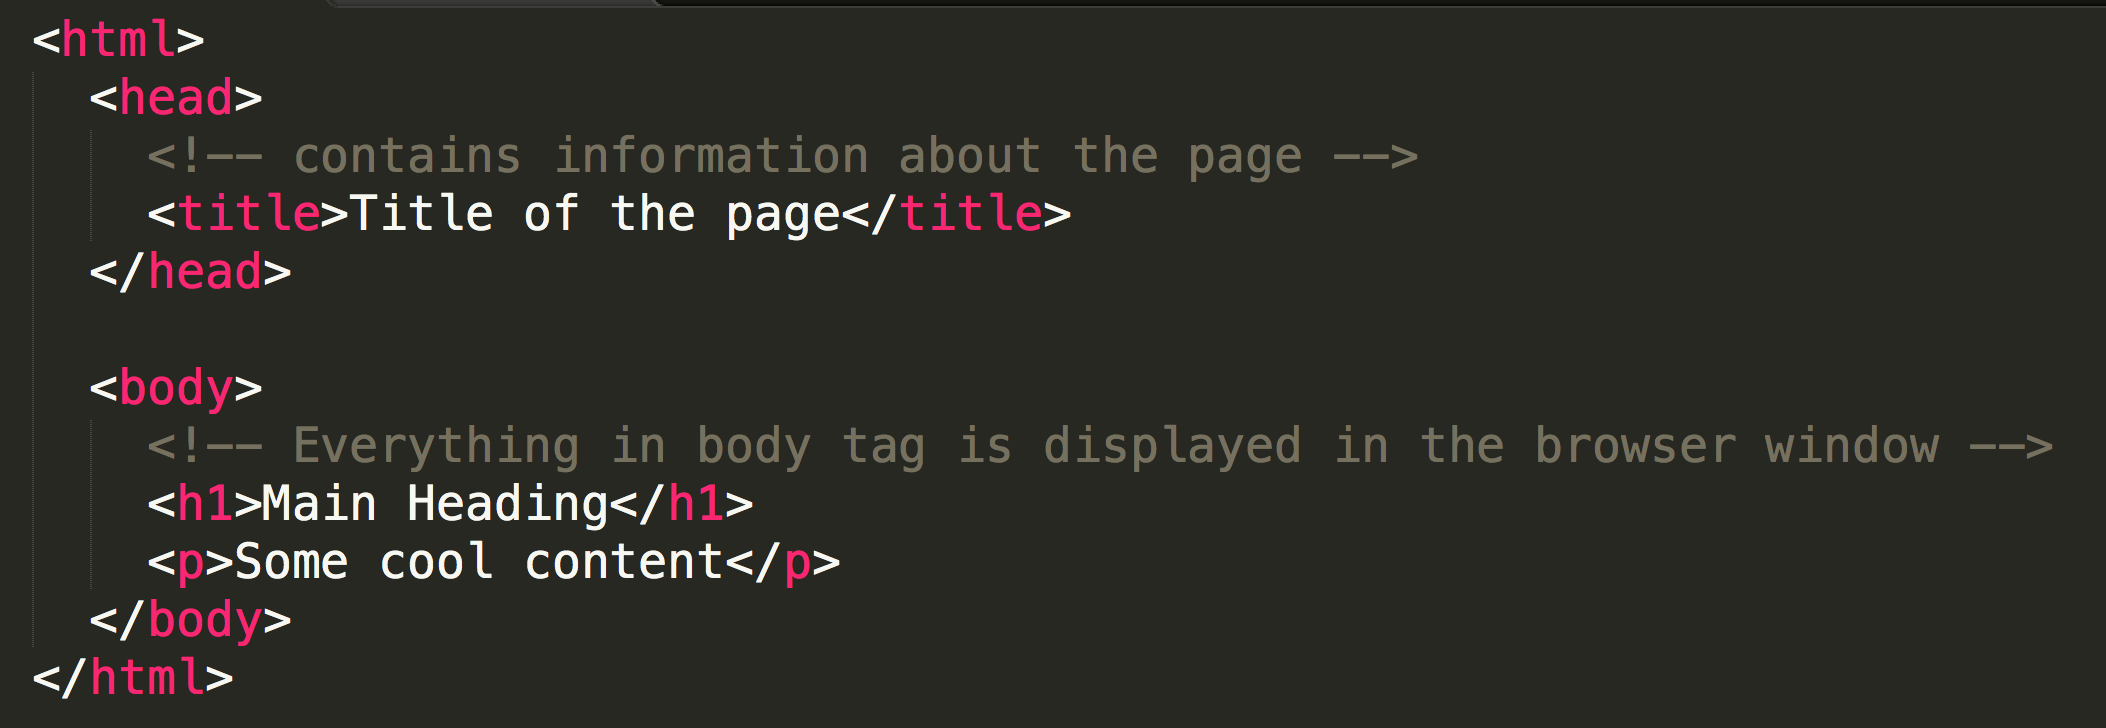 <html>
<head>
<!-- contains information about the page -->
<title>Title of the page</title>
</head>
<body>
<!-- Everything in body tag is displayed in the browser window -->
<h1>Main Heading</h1>
<p>Some cool content</p>
</body>
</html>